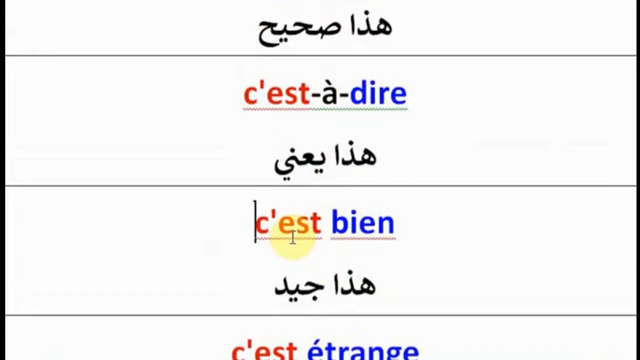 هذا صحيح
c'est-à-dire
هذا يعني
c'est bien
هذا جيد
c'est étrange